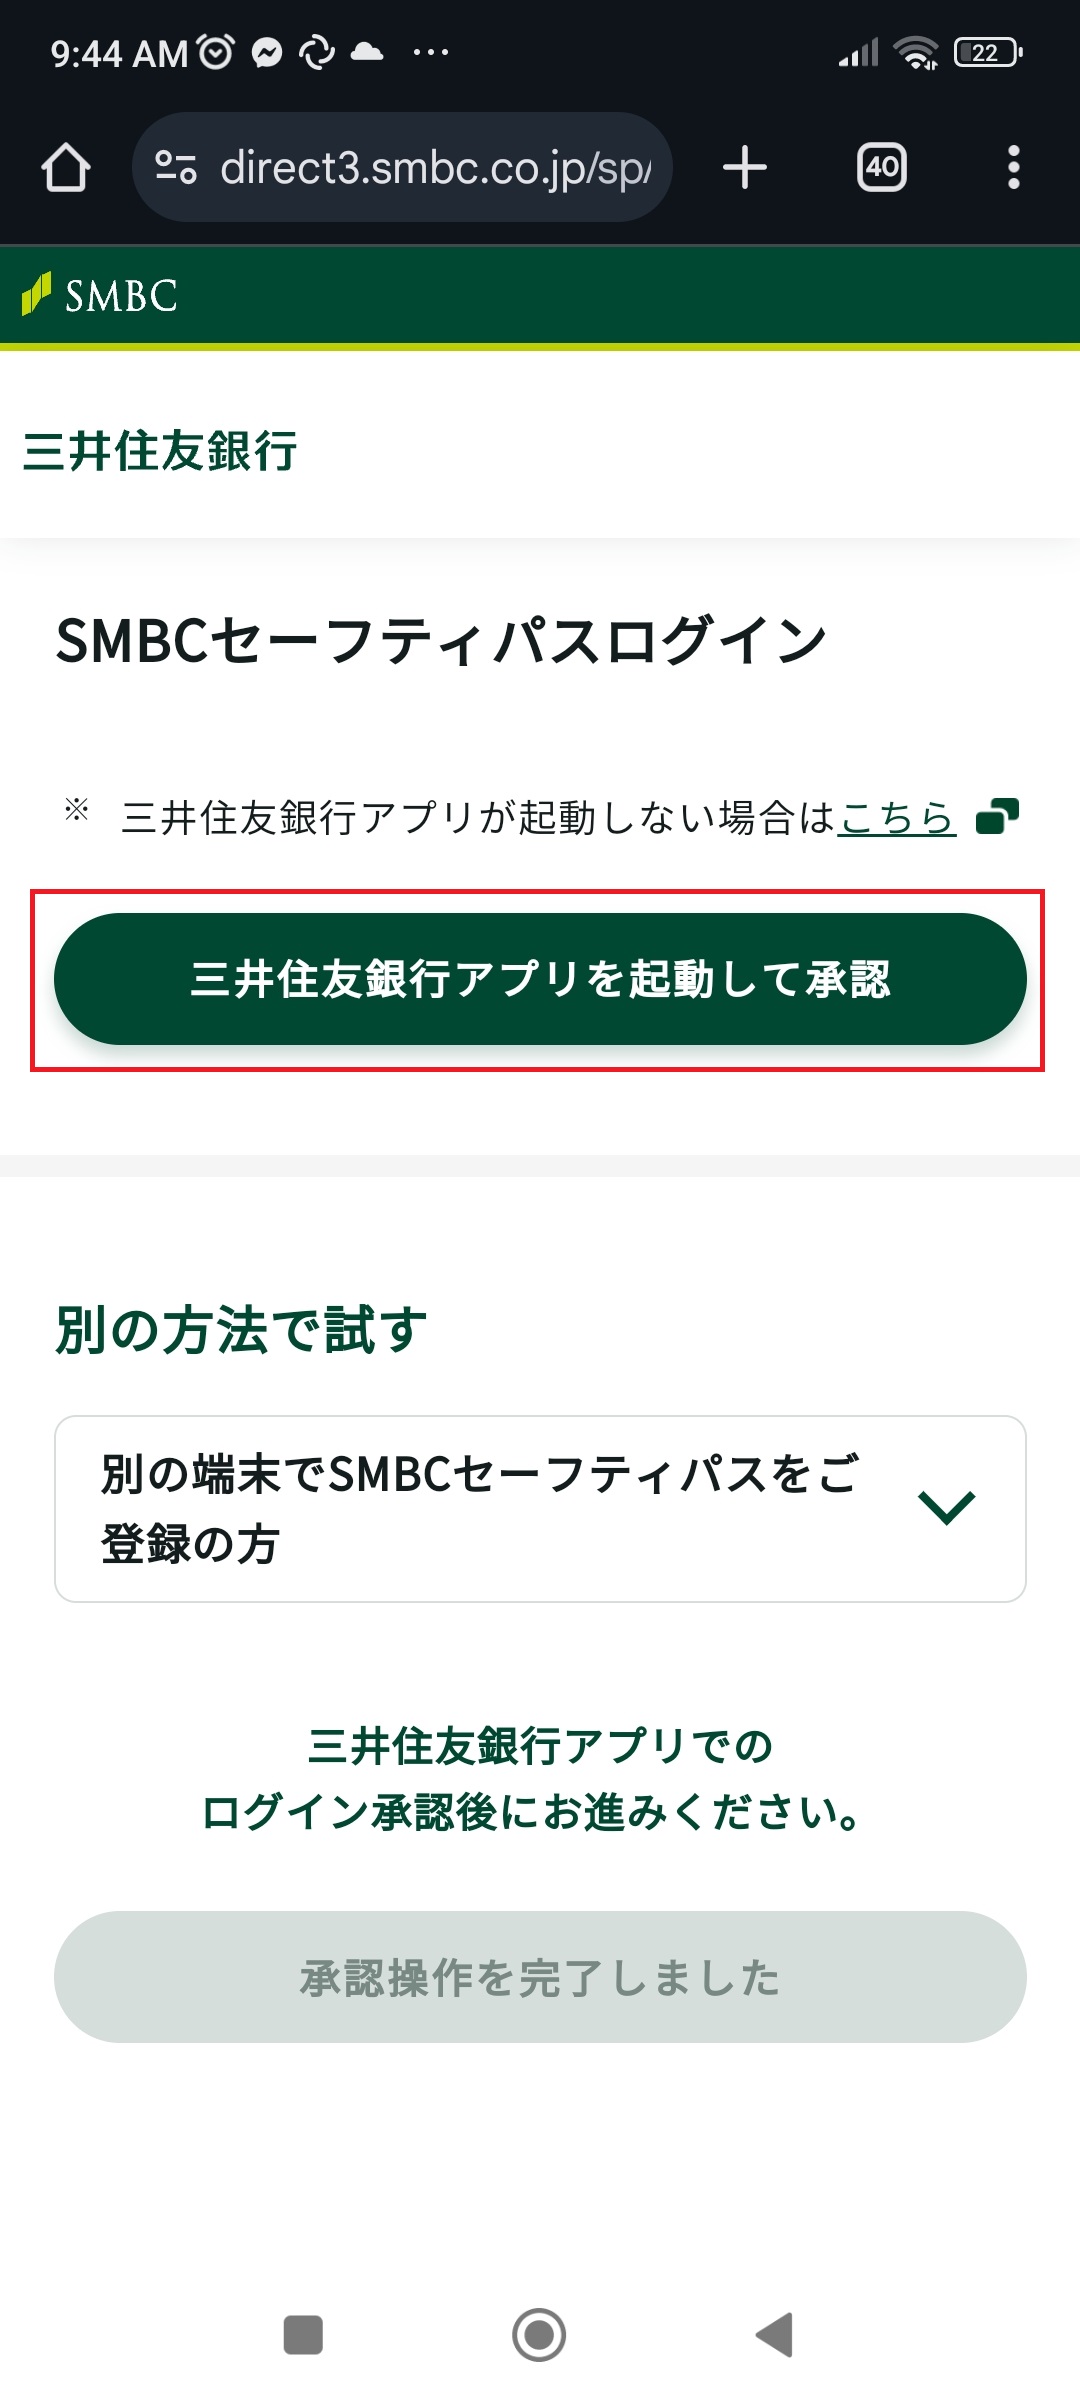 9:44 AM
22
direct3.smbc.co.jp/sp/
40
SMBC
三井住友銀行
SMBCセーフティパスログイン
※ 三井住友銀行アプリが起動しない場合はこちら
三井住友銀行アプリを起動して承認
別の方法で試す
別の端末でSMBCセーフティパスをご
登録の方
三井住友銀行アプリでの
ログイン承認後にお進みください。
承認操作を完了しました